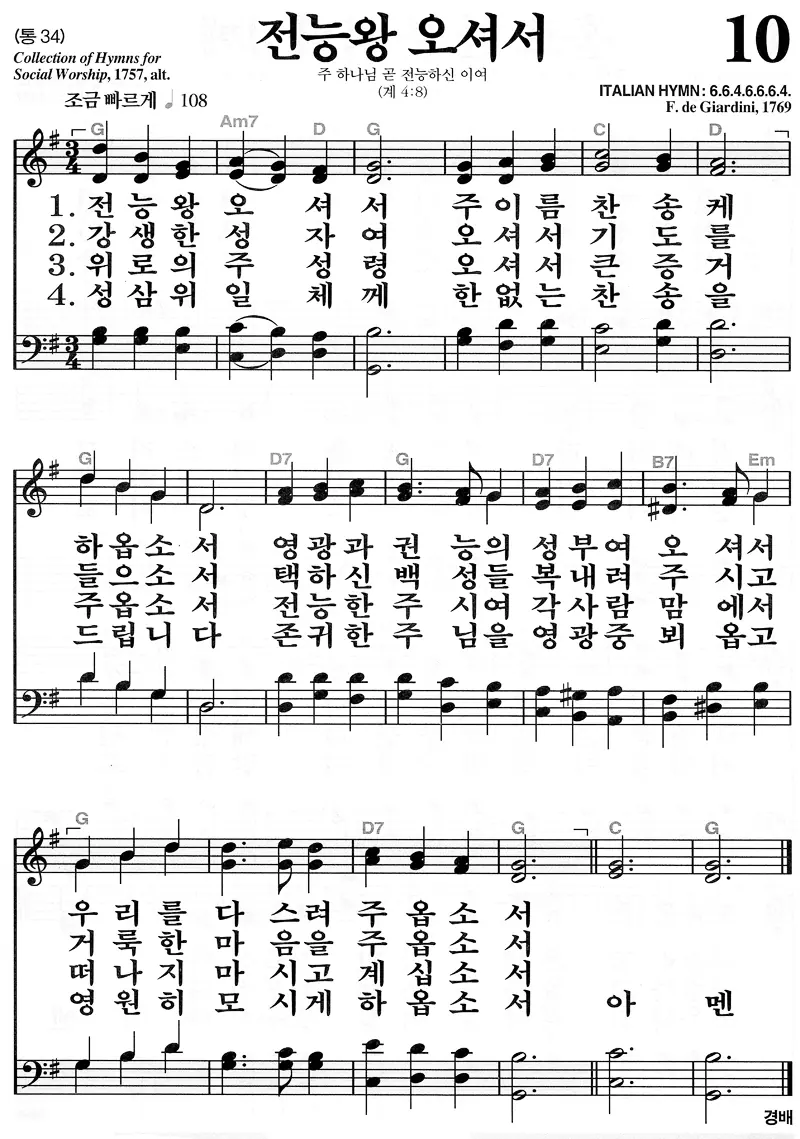 (통 34)
Collection of Hymns for
Social Worship, 1757, alt.
전능왕 오셔서
주 하나님 곧 전능하신 이여
(계 4:8)
10
ITALIAN HYMN : 6.6.4.6.6.6.4.
F. de Giardini, 1769
조금 빠르게 ♩ 108
G Am7 D G C D
1. 전능왕오셔서 주이름찬송케
2. 강생한성자여 오셔서기도를
3. 위로의주성령 오셔서큰증거
4. 성삼위일체께 한없는찬송을
G D7 G D7 B7 Em
하옵소서 영광과권능의성부여오셔서
들으소서 택하신백성들복내려주시고
주옵소서 전능한주시여각사람맘에서
드립니다 존귀한주님을영광중뵈옵고
G D7 G C G
우리를다스려주옵소서
거룩한마음을주옵소서
떠나지마시고계십소서
영원히모시게하옵소서 아멘
경배